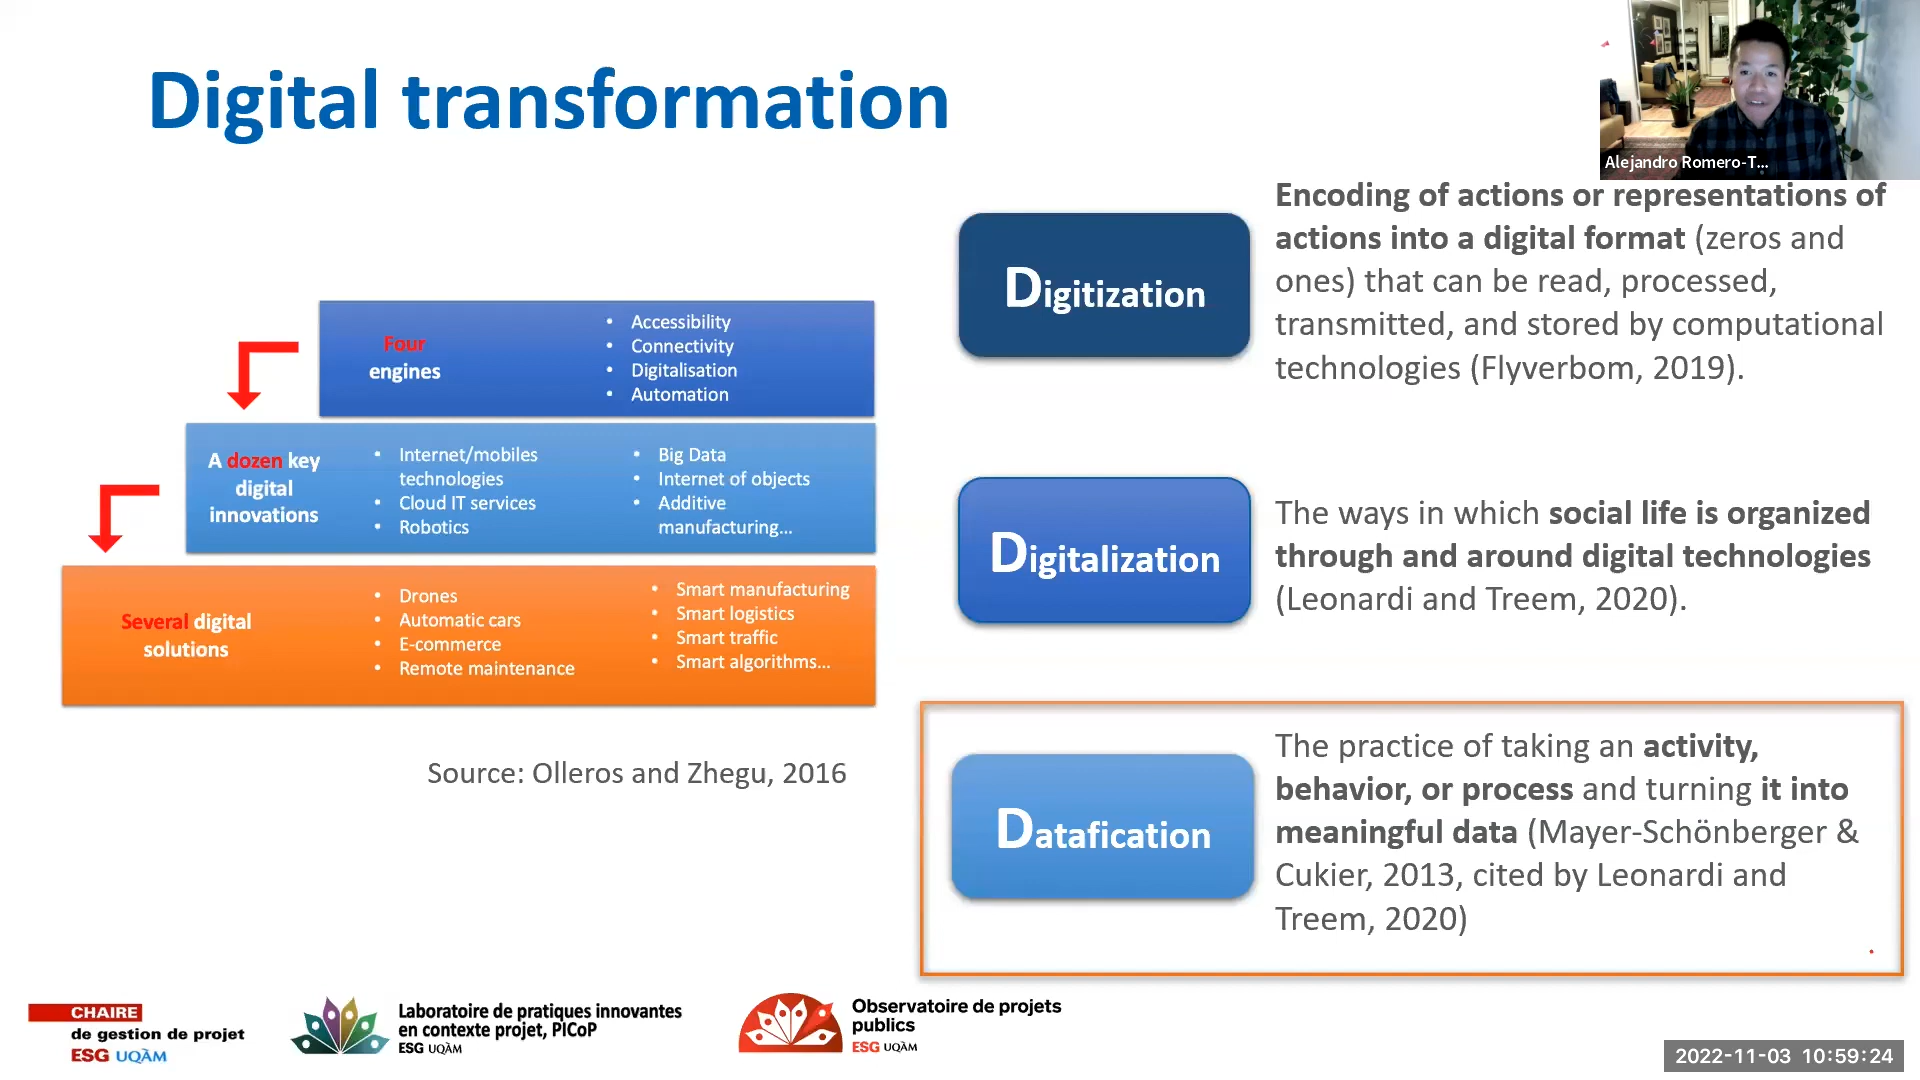 Digital transformation
Alejandro Romero-T...
Four
engines
• Accessibility
• Connectivity
• Digitalisation
• Automation
A dozen key
digital
innovations
• Internet/mobiles
technologies
• Cloud IT services
• Robotics
• Big Data
• Internet of objects
• Additive
manufacturing...
Several digital
solutions
• Drones
• Automatic cars
• E-commerce
• Remote maintenance
• Smart manufacturing
• Smart logistics
• Smart traffic
• Smart algorithms...
Source: Olleros and Zhegu, 2016
Digitization
Encoding of actions or representations of
actions into a digital format (zeros and
ones) that can be read, processed,
transmitted, and stored by computational
technologies (Flyverbom, 2019).
Digitalization
The ways in which social life is organized
through and around digital technologies
(Leonardi and Treem, 2020).
Datafication
The practice of taking an activity,
behavior, or process and turning it into
meaningful data (Mayer-Schönberger &
Cukier, 2013, cited by Leonardi and
Treem, 2020)
CHAIRE
de gestion de projet
ESG UQÀM
Laboratoire de pratiques innovantes
en contexte projet, PICoP
ESG UQÀM
Observatoire de projets
publics
ESG UQÀM
2022-11-03 10:59:24